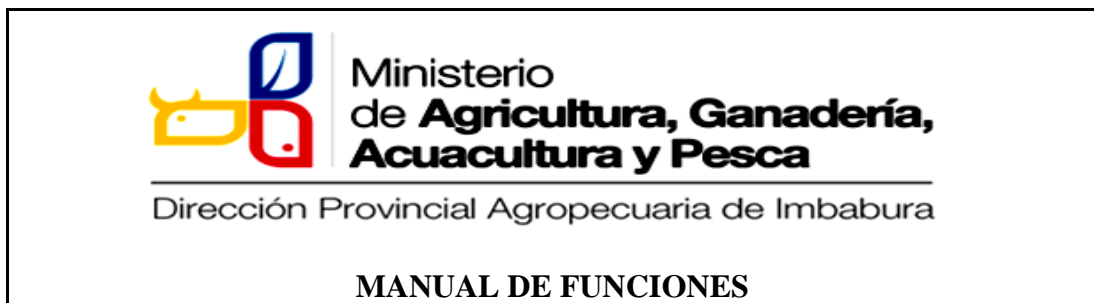 Ministerio
de Agricultura, Ganadería,
Acuacultura y Pesca
Dirección Provincial Agropecuaria de Imbabura
MANUAL DE FUNCIONES